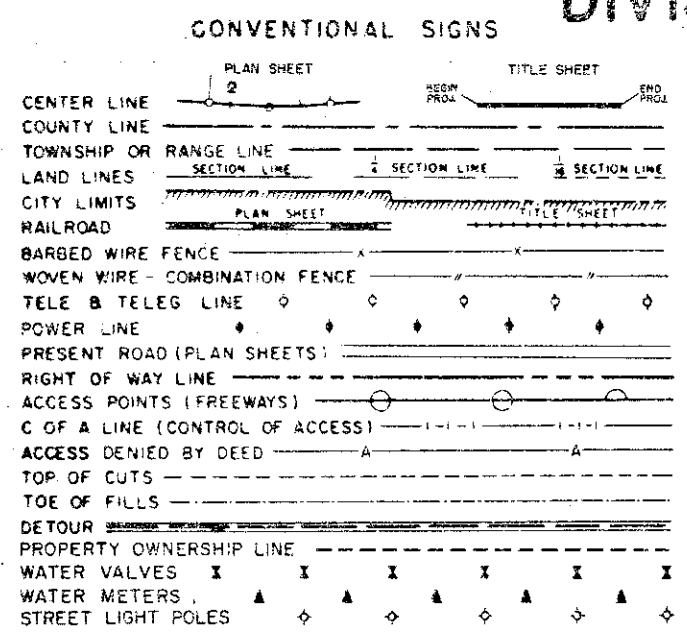 CONVENTIONAL SIGNS
PLAN SHEET TITLE SHEET
2
BEGIN PROJ. END PROJ.
CENTER LINE
COUNTY LINE
TOWNSHIP OR RANGE LINE
LAND LINES SECTION LINE 1/4 SECTION LINE 1/16 SECTION LINE
CITY LIMITS
PLAN SHEET TITLE SHEET
RAILROAD
BARBED WIRE FENCE x x
WOVEN WIRE - COMBINATION FENCE // //
TELE & TELEG LINE
POWER LINE
PRESENT ROAD (PLAN SHEETS)
RIGHT OF WAY LINE
ACCESS POINTS (FREEWAYS)
C OF A LINE (CONTROL OF ACCESS)
ACCESS DENIED BY DEED A A
TOP OF CUTS
TOE OF FILLS
DETOUR
PROPERTY OWNERSHIP LINE
WATER VALVES
WATER METERS
STREET LIGHT POLES